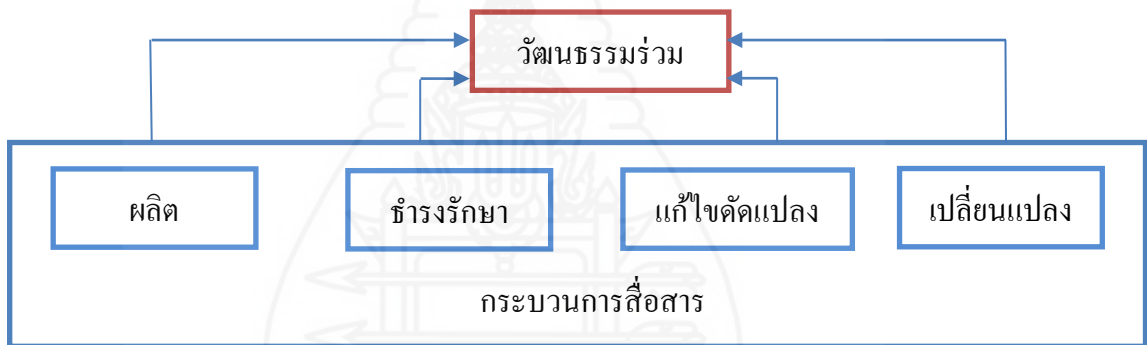 วัฒนธรรมร่วม
ผลิต
ธำรงรักษา
แก้ไขดัดแปลง
เปลี่ยนแปลง
กระบวนการสื่อสาร